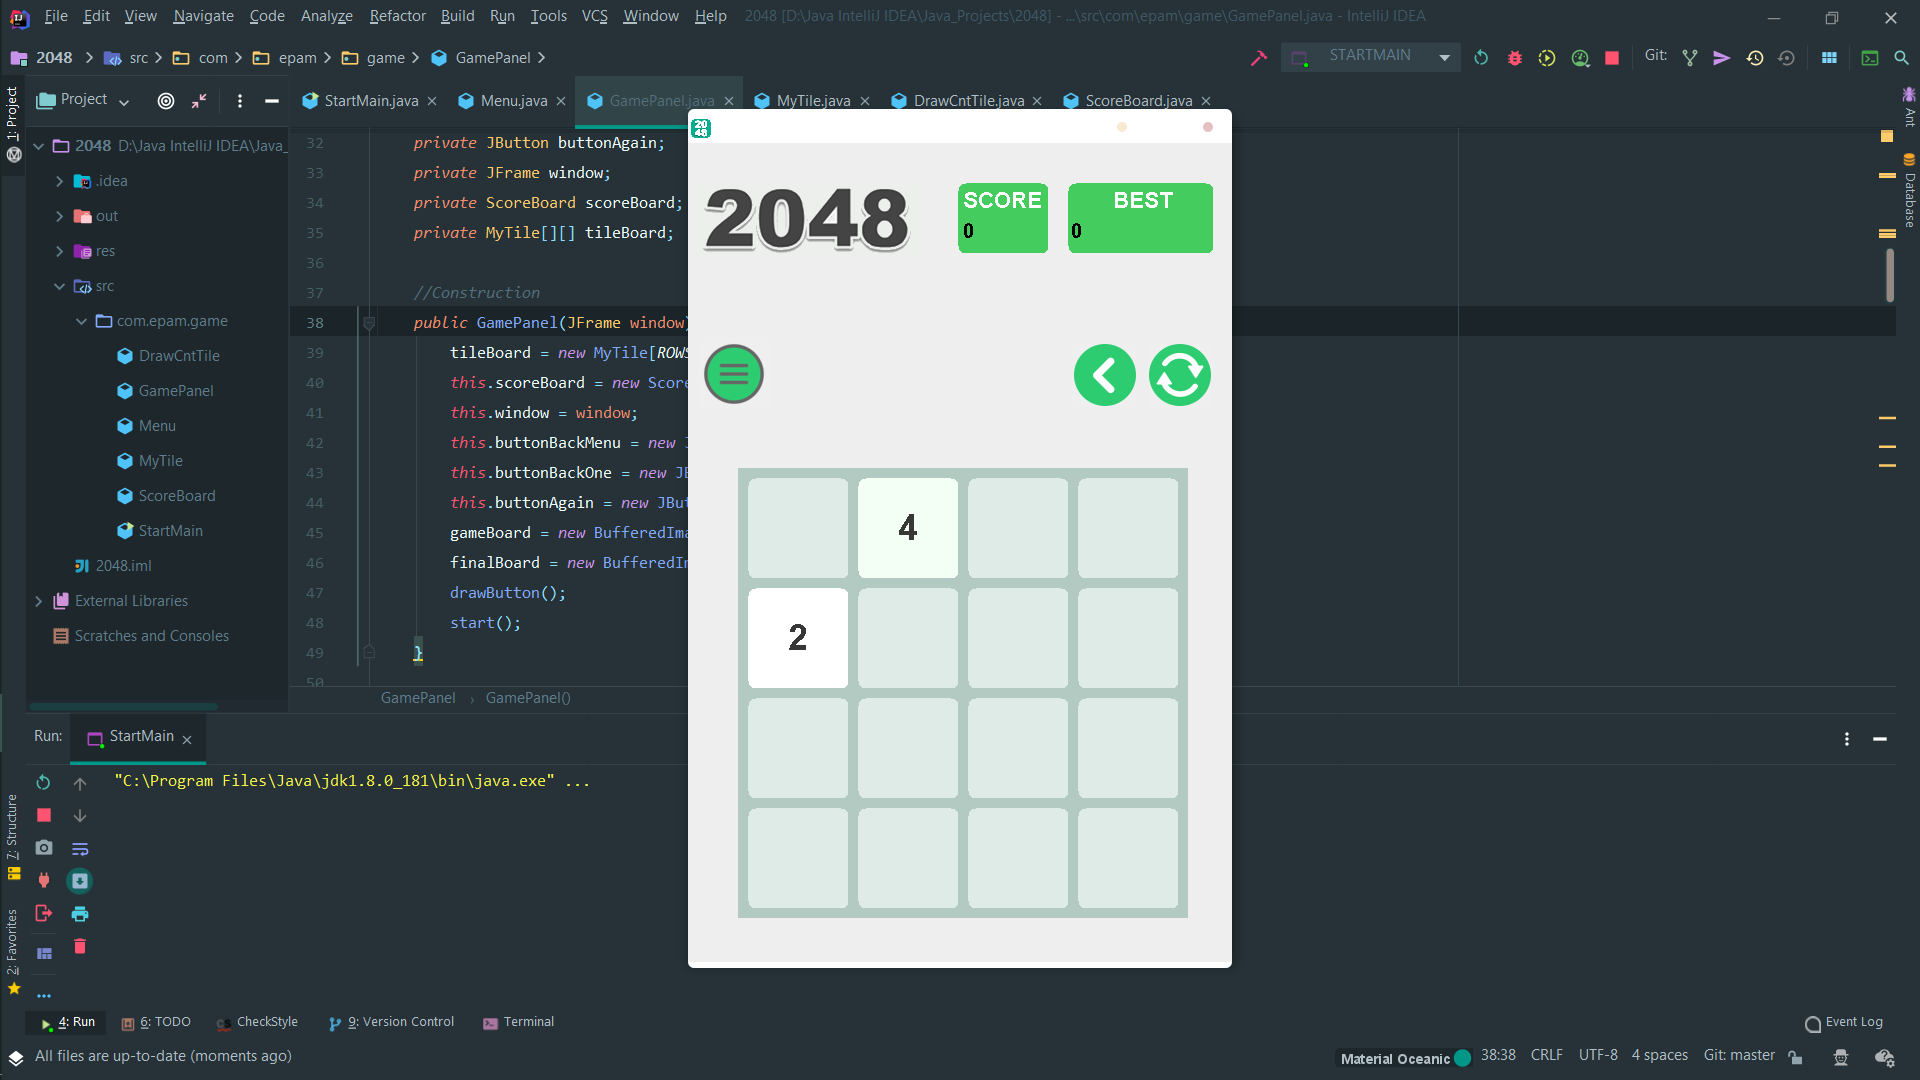 File Edit View Navigate Code Analyze Refactor Build Run Tools VCS Window Help 2048 [D:\Java IntelliJ IDEA\Java_Projects\2048] - ...\src\com\epam\game\GamePanel.java - IntelliJ IDEA
2048 src com epam game GamePanel STARTMAIN Git:
Project StartMain.java Menu.java GamePanel.java MyTile.java DrawCntTile.java ScoreBoard.java
1: Project
Ant
Database
2048 D:\Java IntelliJ IDEA\Java_
.idea
out
res
src
com.epam.game
DrawCntTile
GamePanel
Menu
MyTile
ScoreBoard
StartMain
2048.iml
External Libraries
Scratches and Consoles
32 private JButton buttonAgain;
33 private JFrame window;
34 private ScoreBoard scoreBoard;
35 private MyTile[][] tileBoard;
36
37 //Construction
38 public GamePanel(JFrame window)
39 tileBoard = new MyTile[ROWS
40 this.scoreBoard = new Score
41 this.window = window;
42 this.buttonBackMenu = new J
43 this.buttonBackOne = new JB
44 this.buttonAgain = new JBut
45 gameBoard = new BufferedIma
46 finalBoard = new BufferedIm
47 drawButton();
48 start();
49 }
50
GamePanel › GamePanel()
20
48
2048
SCORE
0
BEST
0
4
2
Run: StartMain
"C:\Program Files\Java\jdk1.8.0_181\bin\java.exe" ...
7: Structure
2: Favorites
4: Run 6: TODO CheckStyle 9: Version Control Terminal Event Log
All files are up-to-date (moments ago) Material Oceanic 38:38 CRLF UTF-8 4 spaces Git: master